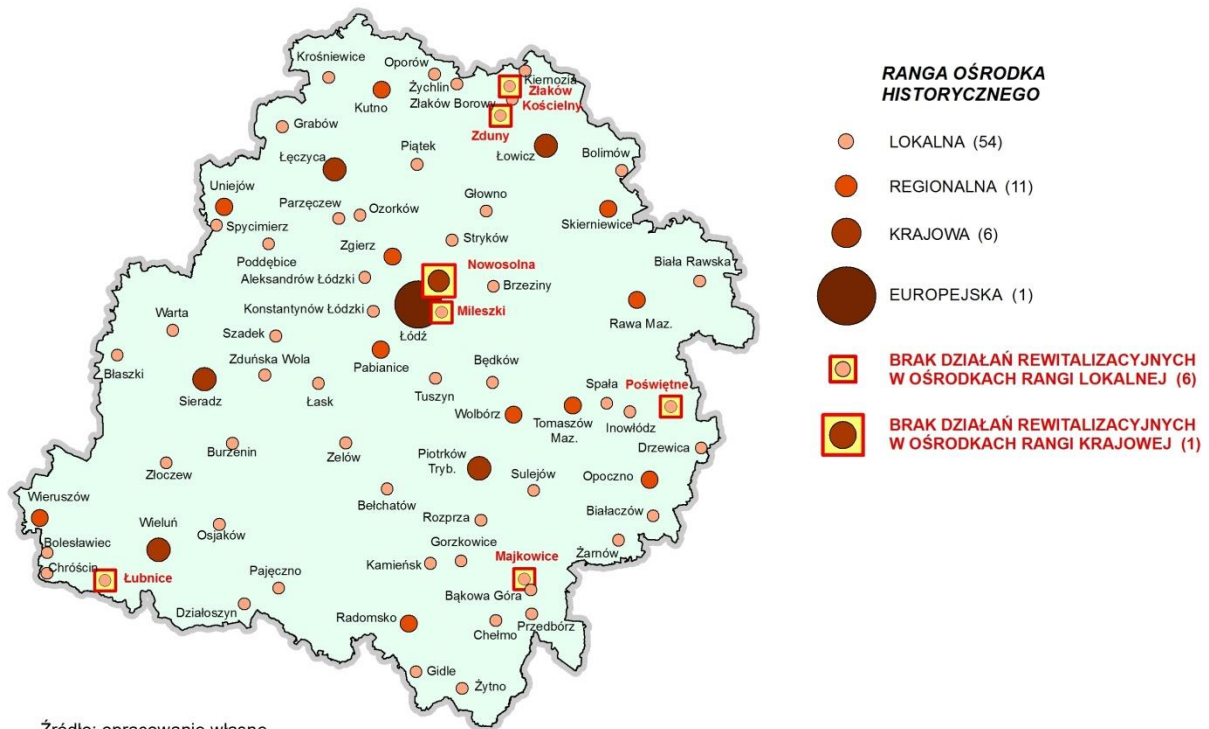 Krośniewice
Oporów
Żychlin
Kiernozia
Złaków Borowy
Złaków
Kościelny
Kutno
Grabów
Zduny
Łęczyca
Piątek
Łowicz
Bolimów
Uniejów
Parzęczew
Ozorków
Głowno
Skierniewice
Spycimierz
Stryków
Zgierz
Poddębice
Nowosolna
Biała Rawska
Aleksandrów Łódzki
Brzeziny
Konstantynów Łódzki
Mileszki
Warta
Łódź
Rawa Maz.
Szadek
Błaszki
Zduńska Wola
Pabianice
Będków
Sieradz
Łask
Tuszyn
Spała
Poświętne
Wolbórz
Tomaszów
Maz.
Inowłódz
Burzenin
Zelów
Drzewica
Złoczew
Piotrków
Tryb.
Sulejów
Opoczno
Wieruszów
Bełchatów
Wieluń
Osjaków
Rozprza
Białaczów
Bolesławiec
Gorzkowice
Żarnów
Chróścin
Łubnice
Pajęczno
Kamieńsk
Majkowice
Bąkowa Góra
Działoszyn
Radomsko
Chełmo
Przedbórz
Gidle
Żytno
RANGA OŚRODKA
HISTORYCZNEGO
LOKALNA (54)
REGIONALNA (11)
KRAJOWA (6)
EUROPEJSKA (1)
BRAK DZIAŁAŃ REWITALIZACYJNYCH
W OŚRODKACH RANGI LOKALNEJ (6)
BRAK DZIAŁAŃ REWITALIZACYJNYCH
W OŚRODKACH RANGI KRAJOWEJ (1)
Źródło: opracowanie własne